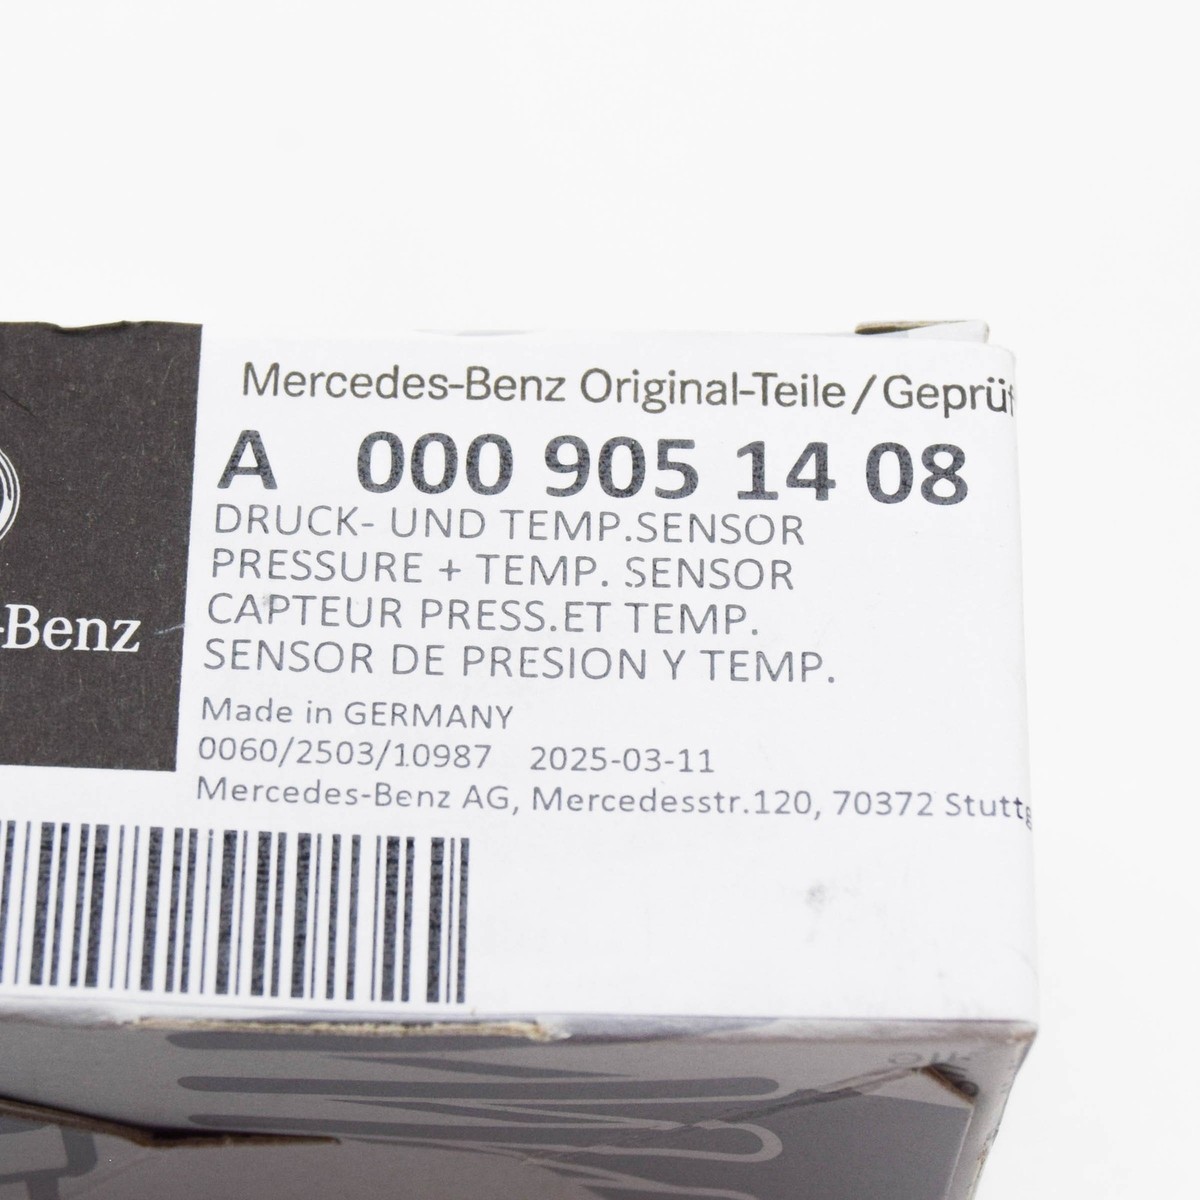 Mercedes-Benz Original-Teile / Geprüf
A 000 905 14 08
DRUCK- UND TEMP.SENSOR
PRESSURE + TEMP. SENSOR
CAPTEUR PRESS.ET TEMP.
SENSOR DE PRESION Y TEMP.
Made in GERMANY
0060/2503/10987 2025-03-11
Mercedes-Benz AG, Mercedesstr.120, 70372 Stuttg
-Benz